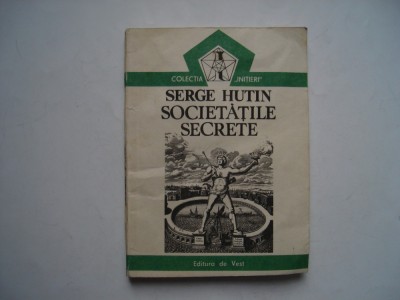 COLECȚIA „INIȚIERI"
SERGE HUTIN
SOCIETĂȚILE
SECRETE
Editura de Vest